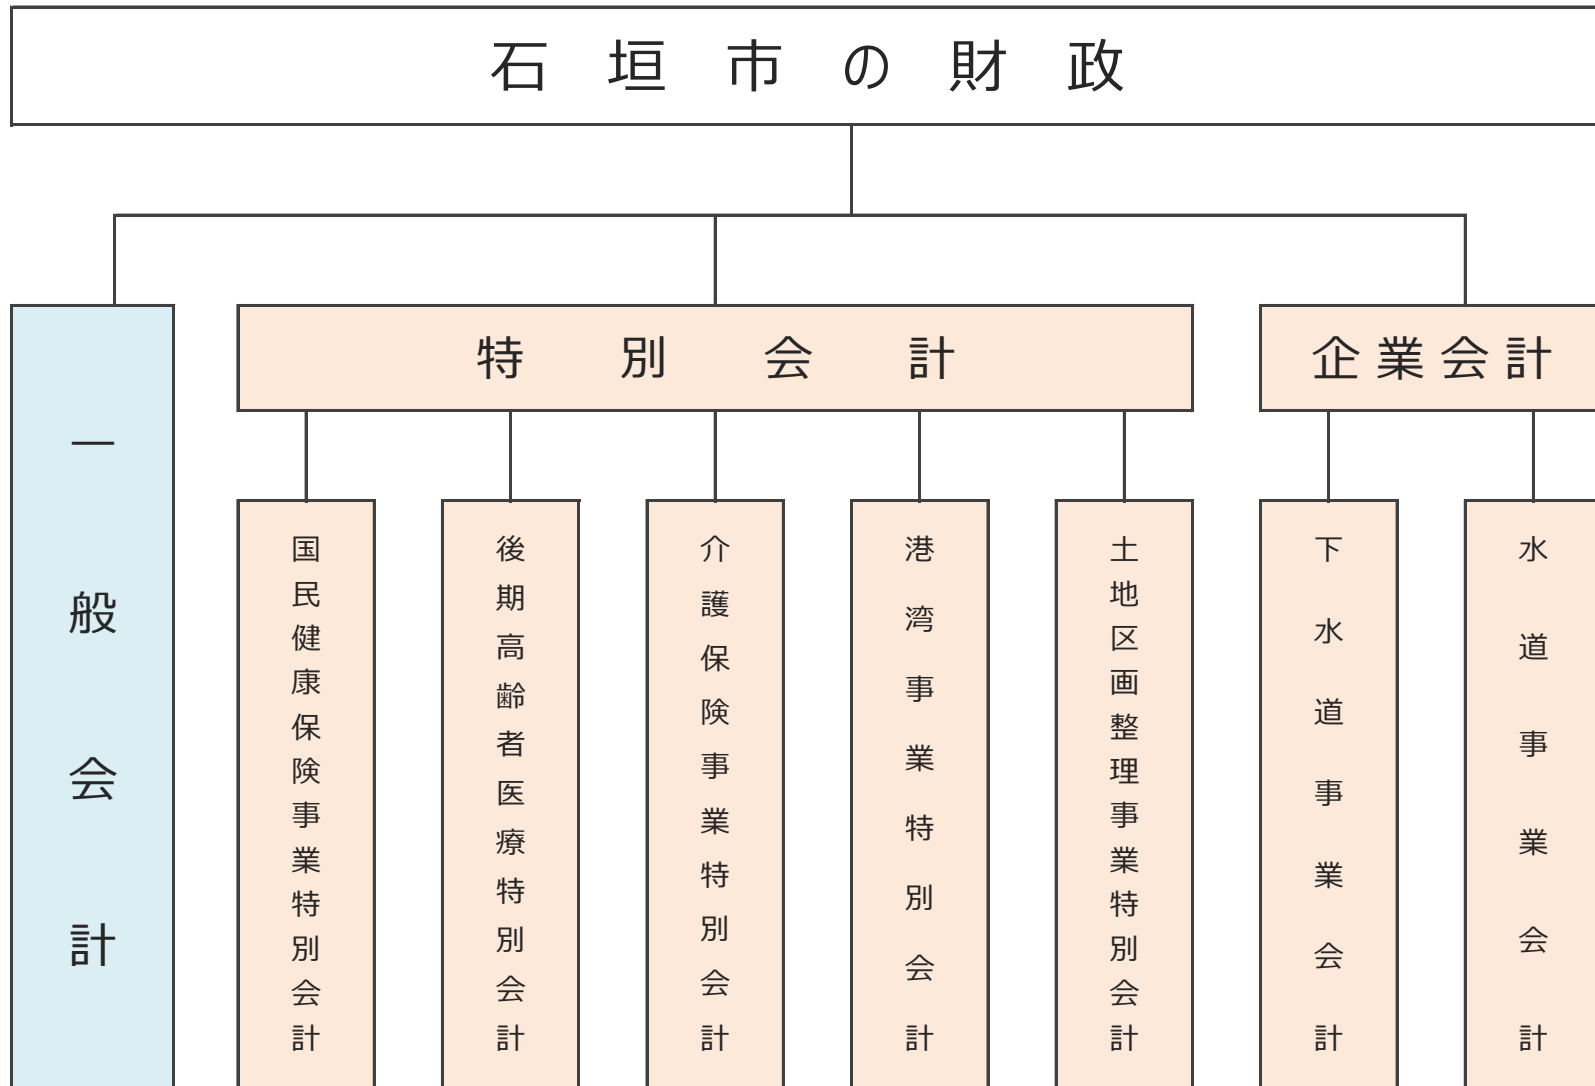 石垣市の財政
一般会計
特別会計
企業会計
国民健康保険事業特別会計
後期高齢者医療特別会計
介護保険事業特別会計
港湾事業特別会計
土地区画整理事業特別会計
下水道事業会計
水道事業会計